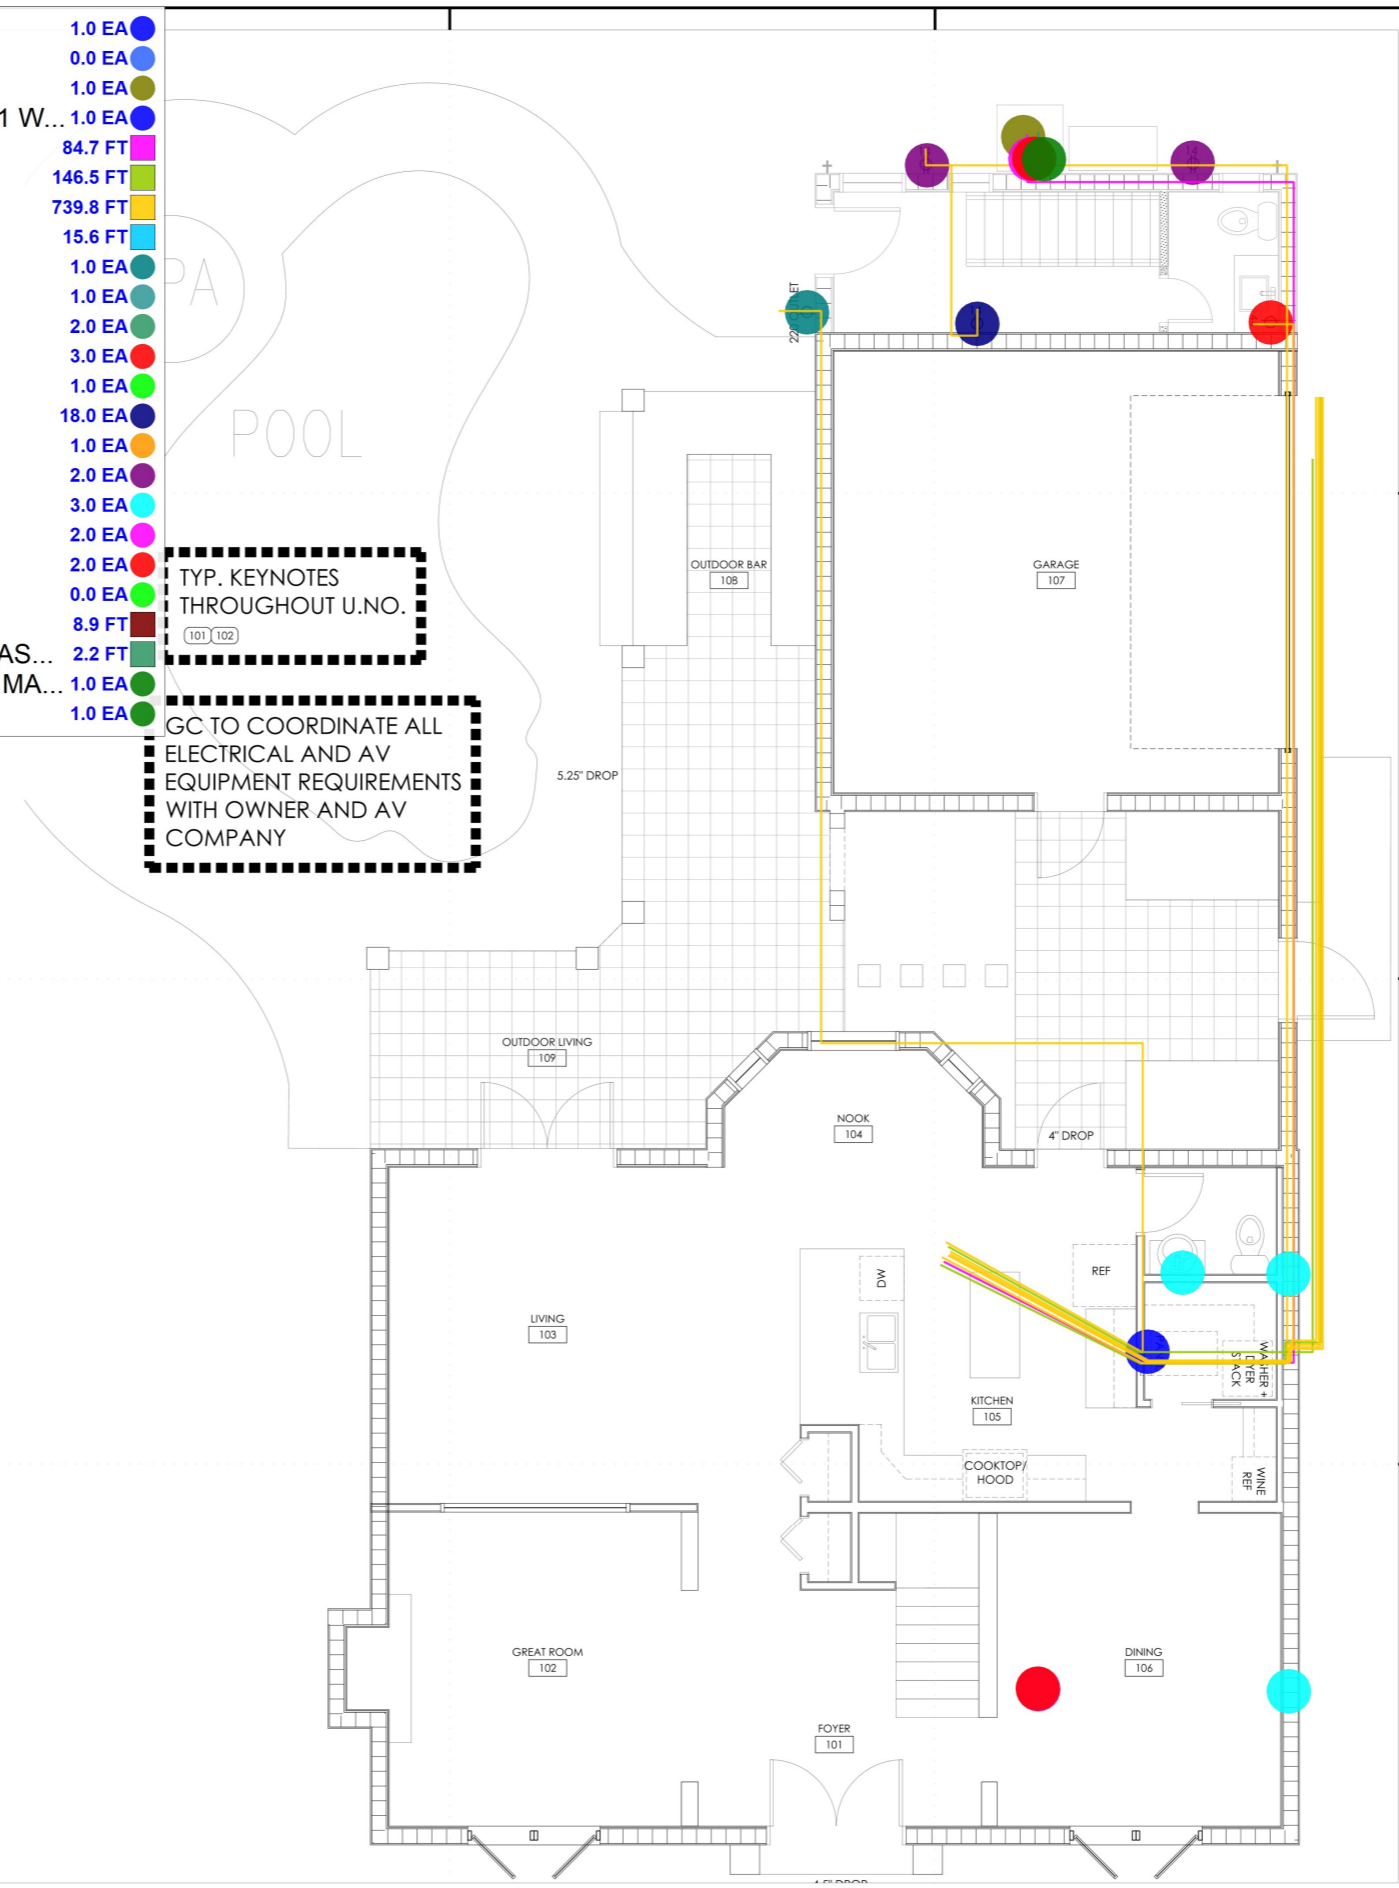 1.0 EA
0.0 EA
1.0 EA
1 W... 1.0 EA
84.7 FT
146.5 FT
739.8 FT
15.6 FT
1.0 EA
1.0 EA
2.0 EA
3.0 EA
1.0 EA
18.0 EA
1.0 EA
2.0 EA
3.0 EA
2.0 EA
2.0 EA
0.0 EA
8.9 FT
AS... 2.2 FT
MA... 1.0 EA
1.0 EA
PA
POOL
TYP. KEYNOTES
THROUGHOUT U.NO.
101 102
GC TO COORDINATE ALL
ELECTRICAL AND AV
EQUIPMENT REQUIREMENTS
WITH OWNER AND AV
COMPANY
OUTDOOR BAR
108
GARAGE
107
5.25" DROP
OUTDOOR LIVING
109
NOOK
104
4" DROP
REF
DW
LIVING
103
WASHER +
DYER
STACK
KITCHEN
105
COOKTOP/
HOOD
WINE
REF
GREAT ROOM
102
DINING
106
FOYER
101